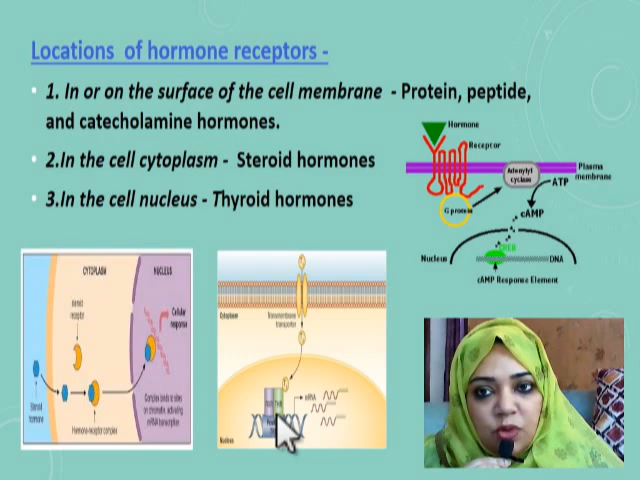 Locations of hormone receptors -
• 1. In or on the surface of the cell membrane - Protein, peptide,
and catecholamine hormones.
• 2.In the cell cytoplasm - Steroid hormones
• 3.In the cell nucleus - Thyroid hormones
Hormone
Receptor
Adenylyl
cyclase
Plasma
membrane
G protein
ATP
cAMP
CREB
Nucleus
DNA
cAMP Response Element
CYTOPLASM
NUCLEUS
steroid
receptor
Cellular
response
Steroid
hormone
Hormone-receptor complex
Complex binds to sites
on chromatin, activating
mRNA transcription
Cytoplasm
Transmembrane
transporter
mRNA
Nucleus